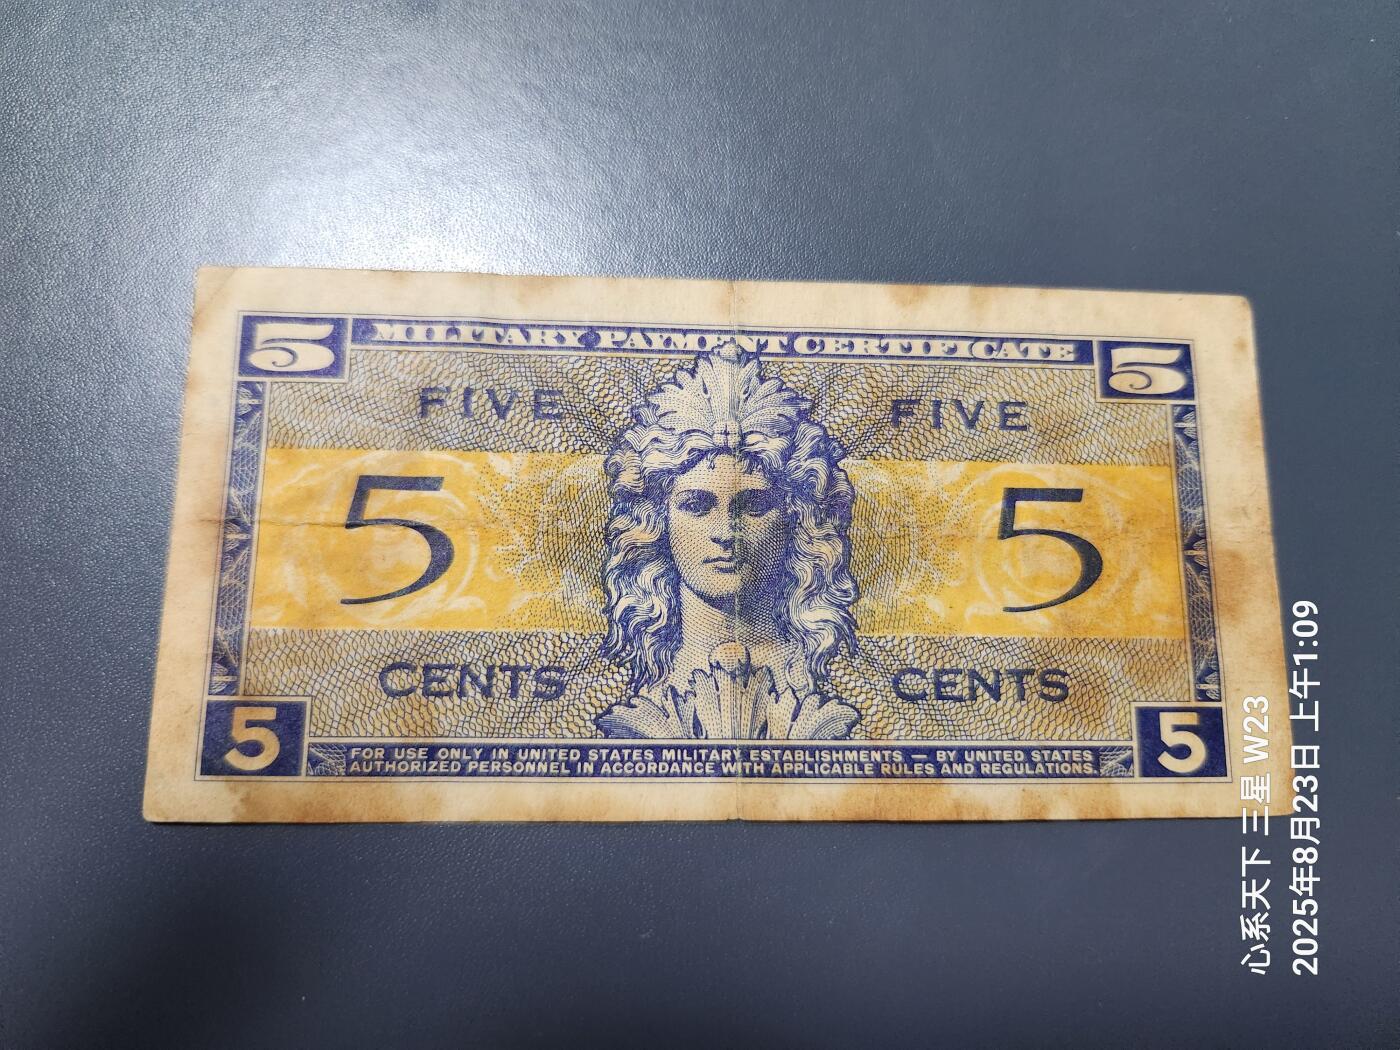 5 MILITARY PAYMENT CERTIFICATE 5
FIVE FIVE
5 5
CENTS CENTS
5 5
FOR USE ONLY IN UNITED STATES MILITARY ESTABLISHMENTS — BY UNITED STATES
AUTHORIZED PERSONNEL IN ACCORDANCE WITH APPLICABLE RULES AND REGULATIONS.
心系天下 三星 W23
2025年8月23日 上午1:09